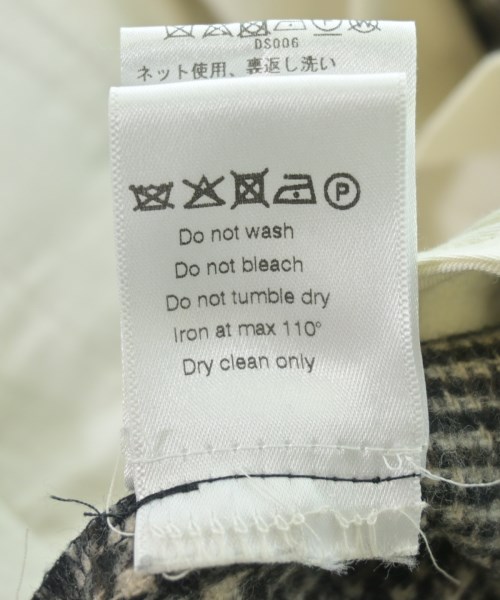 DS006
ネット使用、裏返し洗い
P
Do not wash
Do not bleach
Do not tumble dry
Iron at max 110°
Dry clean only